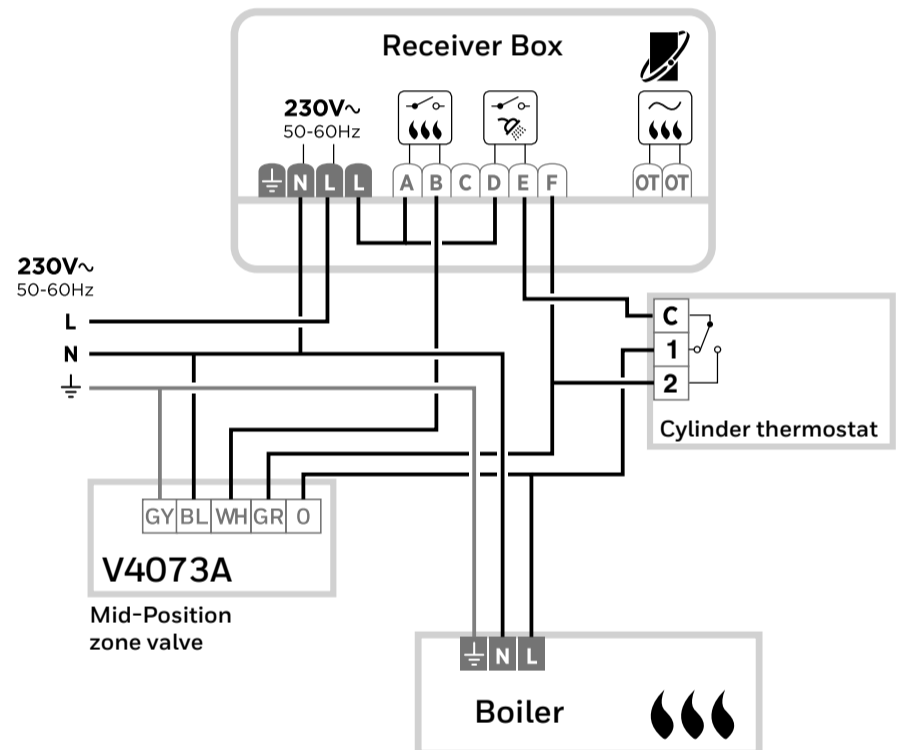 Receiver Box
230V~
50-60Hz
N L L A B C D E F OT OT
230V~
50-60Hz
L
N
C
1
2
Cylinder thermostat
GY BL WH GR O
V4073A
Mid-Position
zone valve
N L
Boiler